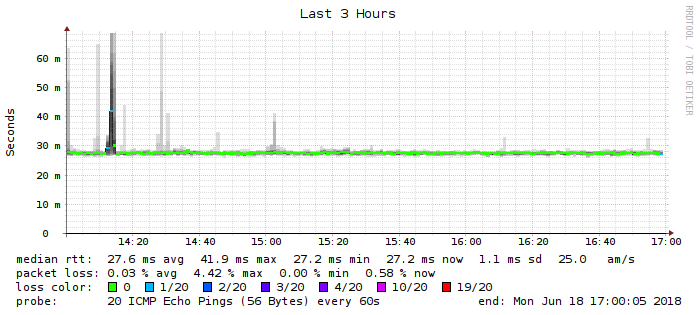 Last 3 Hours
RRDTOOL / TOBI OETIKER
Seconds
60 m
50 m
40 m
30 m
20 m
10 m
0
14:20 14:40 15:00 15:20 15:40 16:00 16:20 16:40 17:00
median rtt: 27.6 ms avg 41.9 ms max 27.2 ms min 27.2 ms now 1.1 ms sd 25.0 am/s
packet loss: 0.03 % avg 4.42 % max 0.00 % min 0.58 % now
loss color: 0 1/20 2/20 3/20 4/20 10/20 19/20
probe: 20 ICMP Echo Pings (56 Bytes) every 60s end: Mon Jun 18 17:00:05 2018